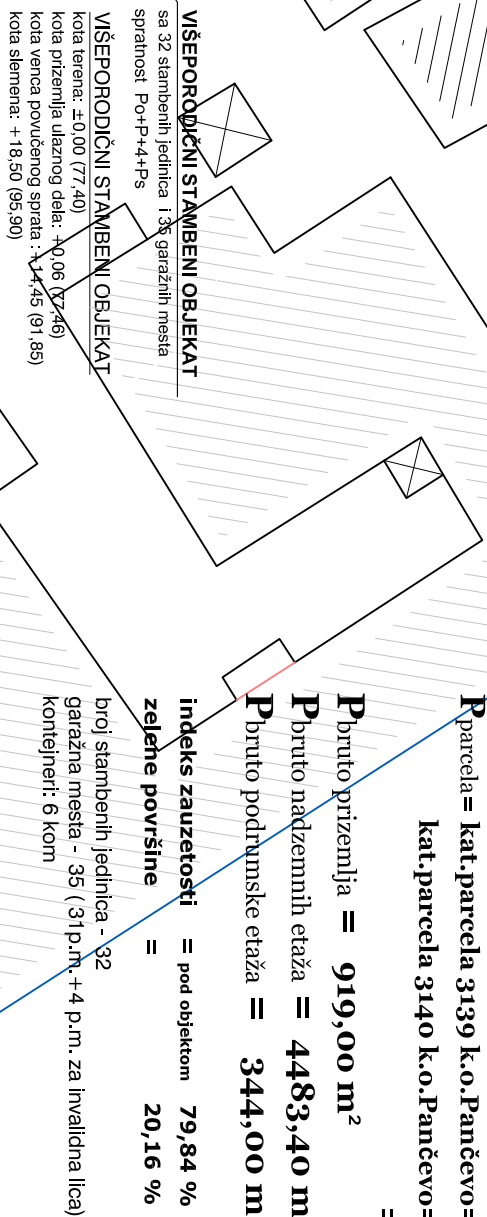 VIŠEPORODIČNI STAMBENI OBJEKAT
sa 32 stambenih jedinica i 35 garažnih mesta
spratnost Po+P+4+Ps
VIŠEPORODIČNI STAMBENI OBJEKAT
kota terena: ±0,00 (77,40)
kota prizemlja ulaznog dela: +0,06 (77,46)
kota venca povučenog sprata : +14,45 (91,85)
kota slemena: +18,50 (95,90)
Pparcela= kat.parcela 3139 k.o.Pančevo=
kat.parcela 3140 k.o.Pančevo=
=
Pbruto prizemlja = 919,00 m²
Pbruto nadzemnih etaža = 4483,40 m
Pbruto podrumske etaža = 344,00 m
indeks zauzetosti = pod objektom 79,84 %
zelene površine = 20,16 %
broj stambenih jedinica - 32
garažna mesta - 35 ( 31p.m.+4 p.m. za invalidna lica)
kontejneri: 6 kom